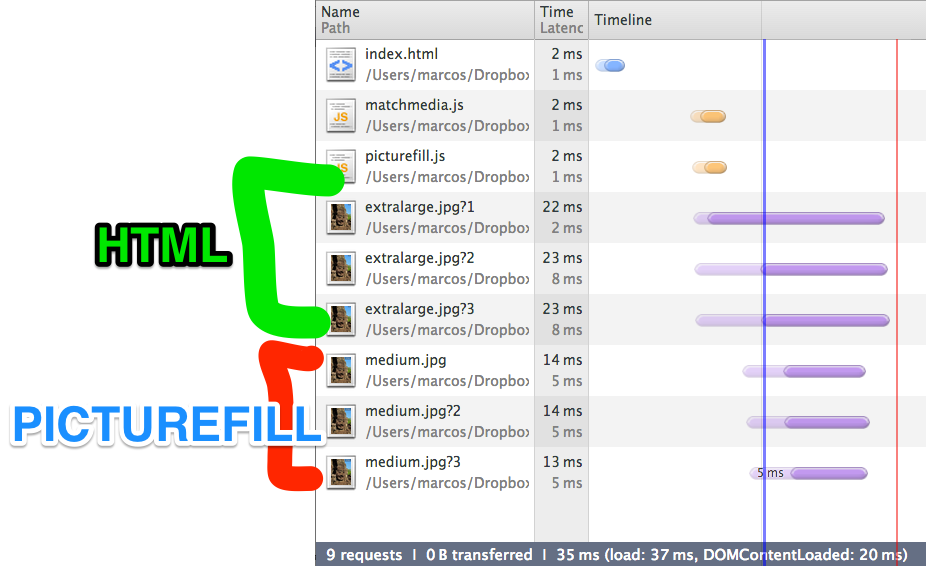 Name
Path
Time
Latenc
Timeline
index.html
/Users/marcos/Dropbox
2 ms
1 ms
matchmedia.js
/Users/marcos/Dropbox
2 ms
1 ms
JS
picturefill.js
/Users/marcos/Dropbox
2 ms
1 ms
JS
extralarge.jpg?1
/Users/marcos/Dropbox
22 ms
2 ms
extralarge.jpg?2
/Users/marcos/Dropbox
23 ms
8 ms
extralarge.jpg?3
/Users/marcos/Dropbox
23 ms
8 ms
medium.jpg
/Users/marcos/Dropbox
14 ms
5 ms
medium.jpg?2
/Users/marcos/Dropbox
14 ms
5 ms
medium.jpg?3
/Users/marcos/Dropbox
13 ms
5 ms
5 ms
HTML
PICTUREFILL
9 requests | 0 B transferred | 35 ms (load: 37 ms, DOMContentLoaded: 20 ms)